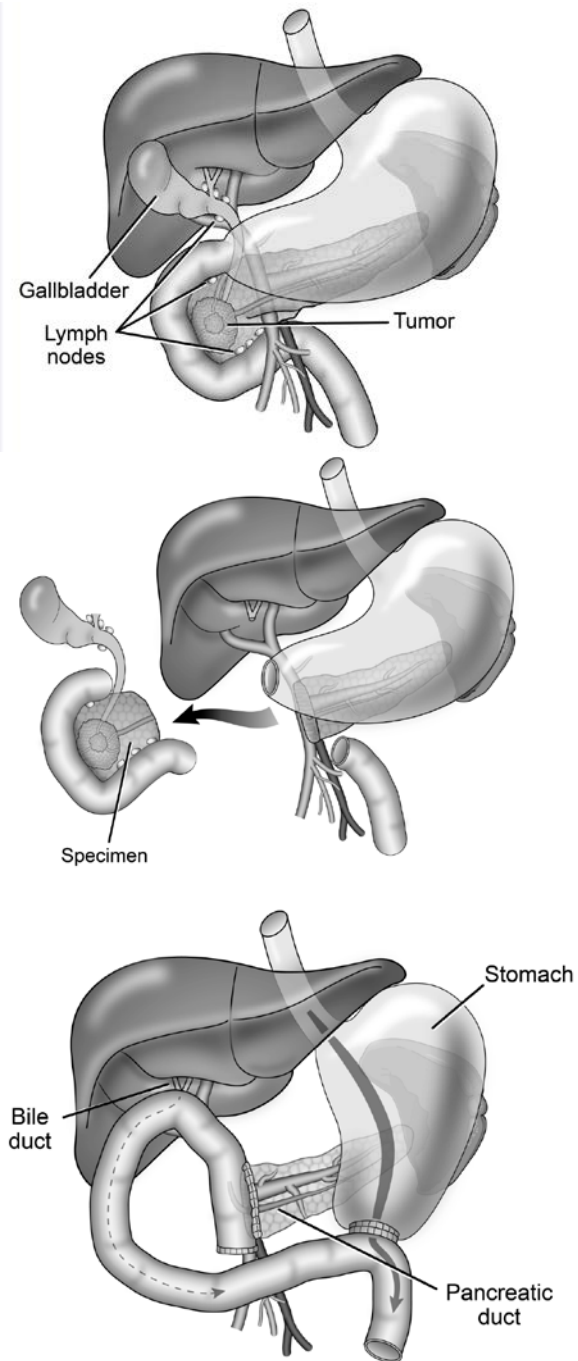 Gallbladder
Lymph
nodes
Tumor
Specimen
Stomach
Bile
duct
Pancreatic
duct